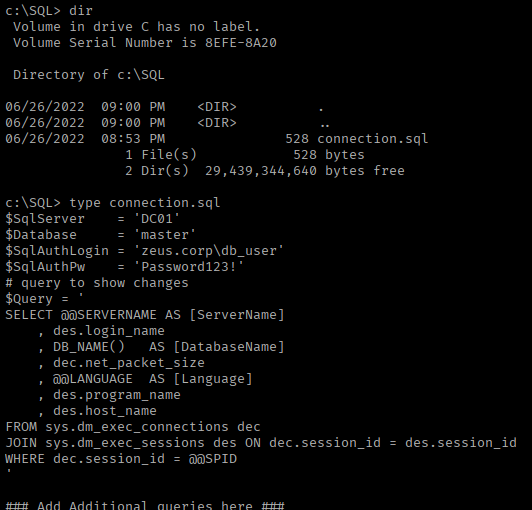 c:\SQL> dir
 Volume in drive C has no label.
 Volume Serial Number is 8EFE-8A20

 Directory of c:\SQL

06/26/2022  09:00 PM    <DIR>          .
06/26/2022  09:00 PM    <DIR>          ..
06/26/2022  08:53 PM               528 connection.sql
               1 File(s)            528 bytes
               2 Dir(s)  29,439,344,640 bytes free

c:\SQL> type connection.sql
$SqlServer    = 'DC01'
$Database     = 'master'
$SqlAuthLogin = 'zeus.corp\db_user'
$SqlAuthPw    = 'Password123!'
# query to show changes
$Query = '
SELECT @@SERVERNAME AS [ServerName]
    , des.login_name
    , DB_NAME()   AS [DatabaseName]
    , dec.net_packet_size
    , @@LANGUAGE  AS [Language]
    , des.program_name
    , des.host_name
FROM sys.dm_exec_connections dec
JOIN sys.dm_exec_sessions des ON dec.session_id = des.session_id
WHERE dec.session_id = @@SPID
'

### Add Additional queries here ###